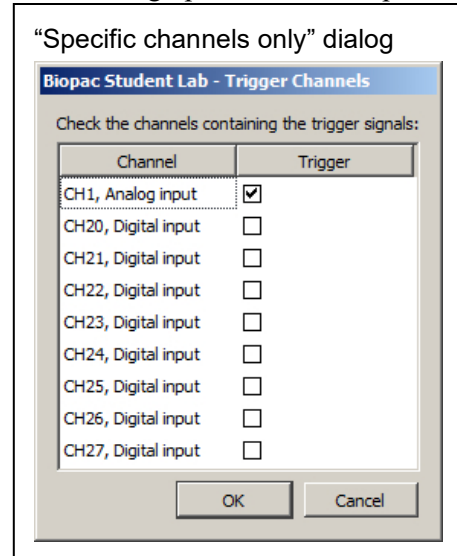 “Specific channels only” dialog
Biopac Student Lab - Trigger Channels
Check the channels containing the trigger signals:
Channel Trigger
CH1, Analog input
CH20, Digital input
CH21, Digital input
CH22, Digital input
CH23, Digital input
CH24, Digital input
CH25, Digital input
CH26, Digital input
CH27, Digital input
OK Cancel